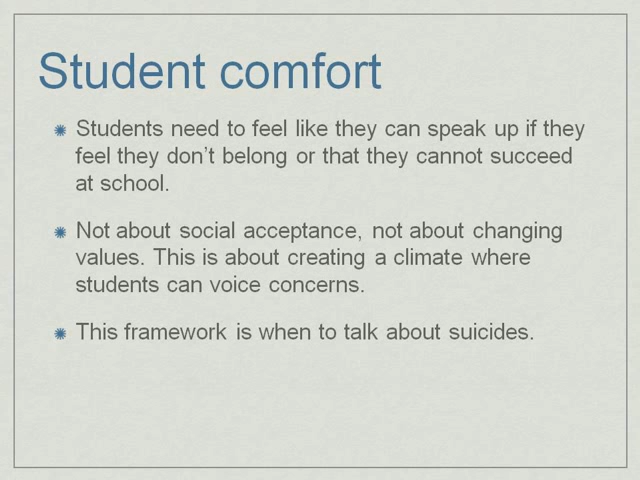 Student comfort
Students need to feel like they can speak up if they
feel they don’t belong or that they cannot succeed
at school.
Not about social acceptance, not about changing
values. This is about creating a climate where
students can voice concerns.
This framework is when to talk about suicides.